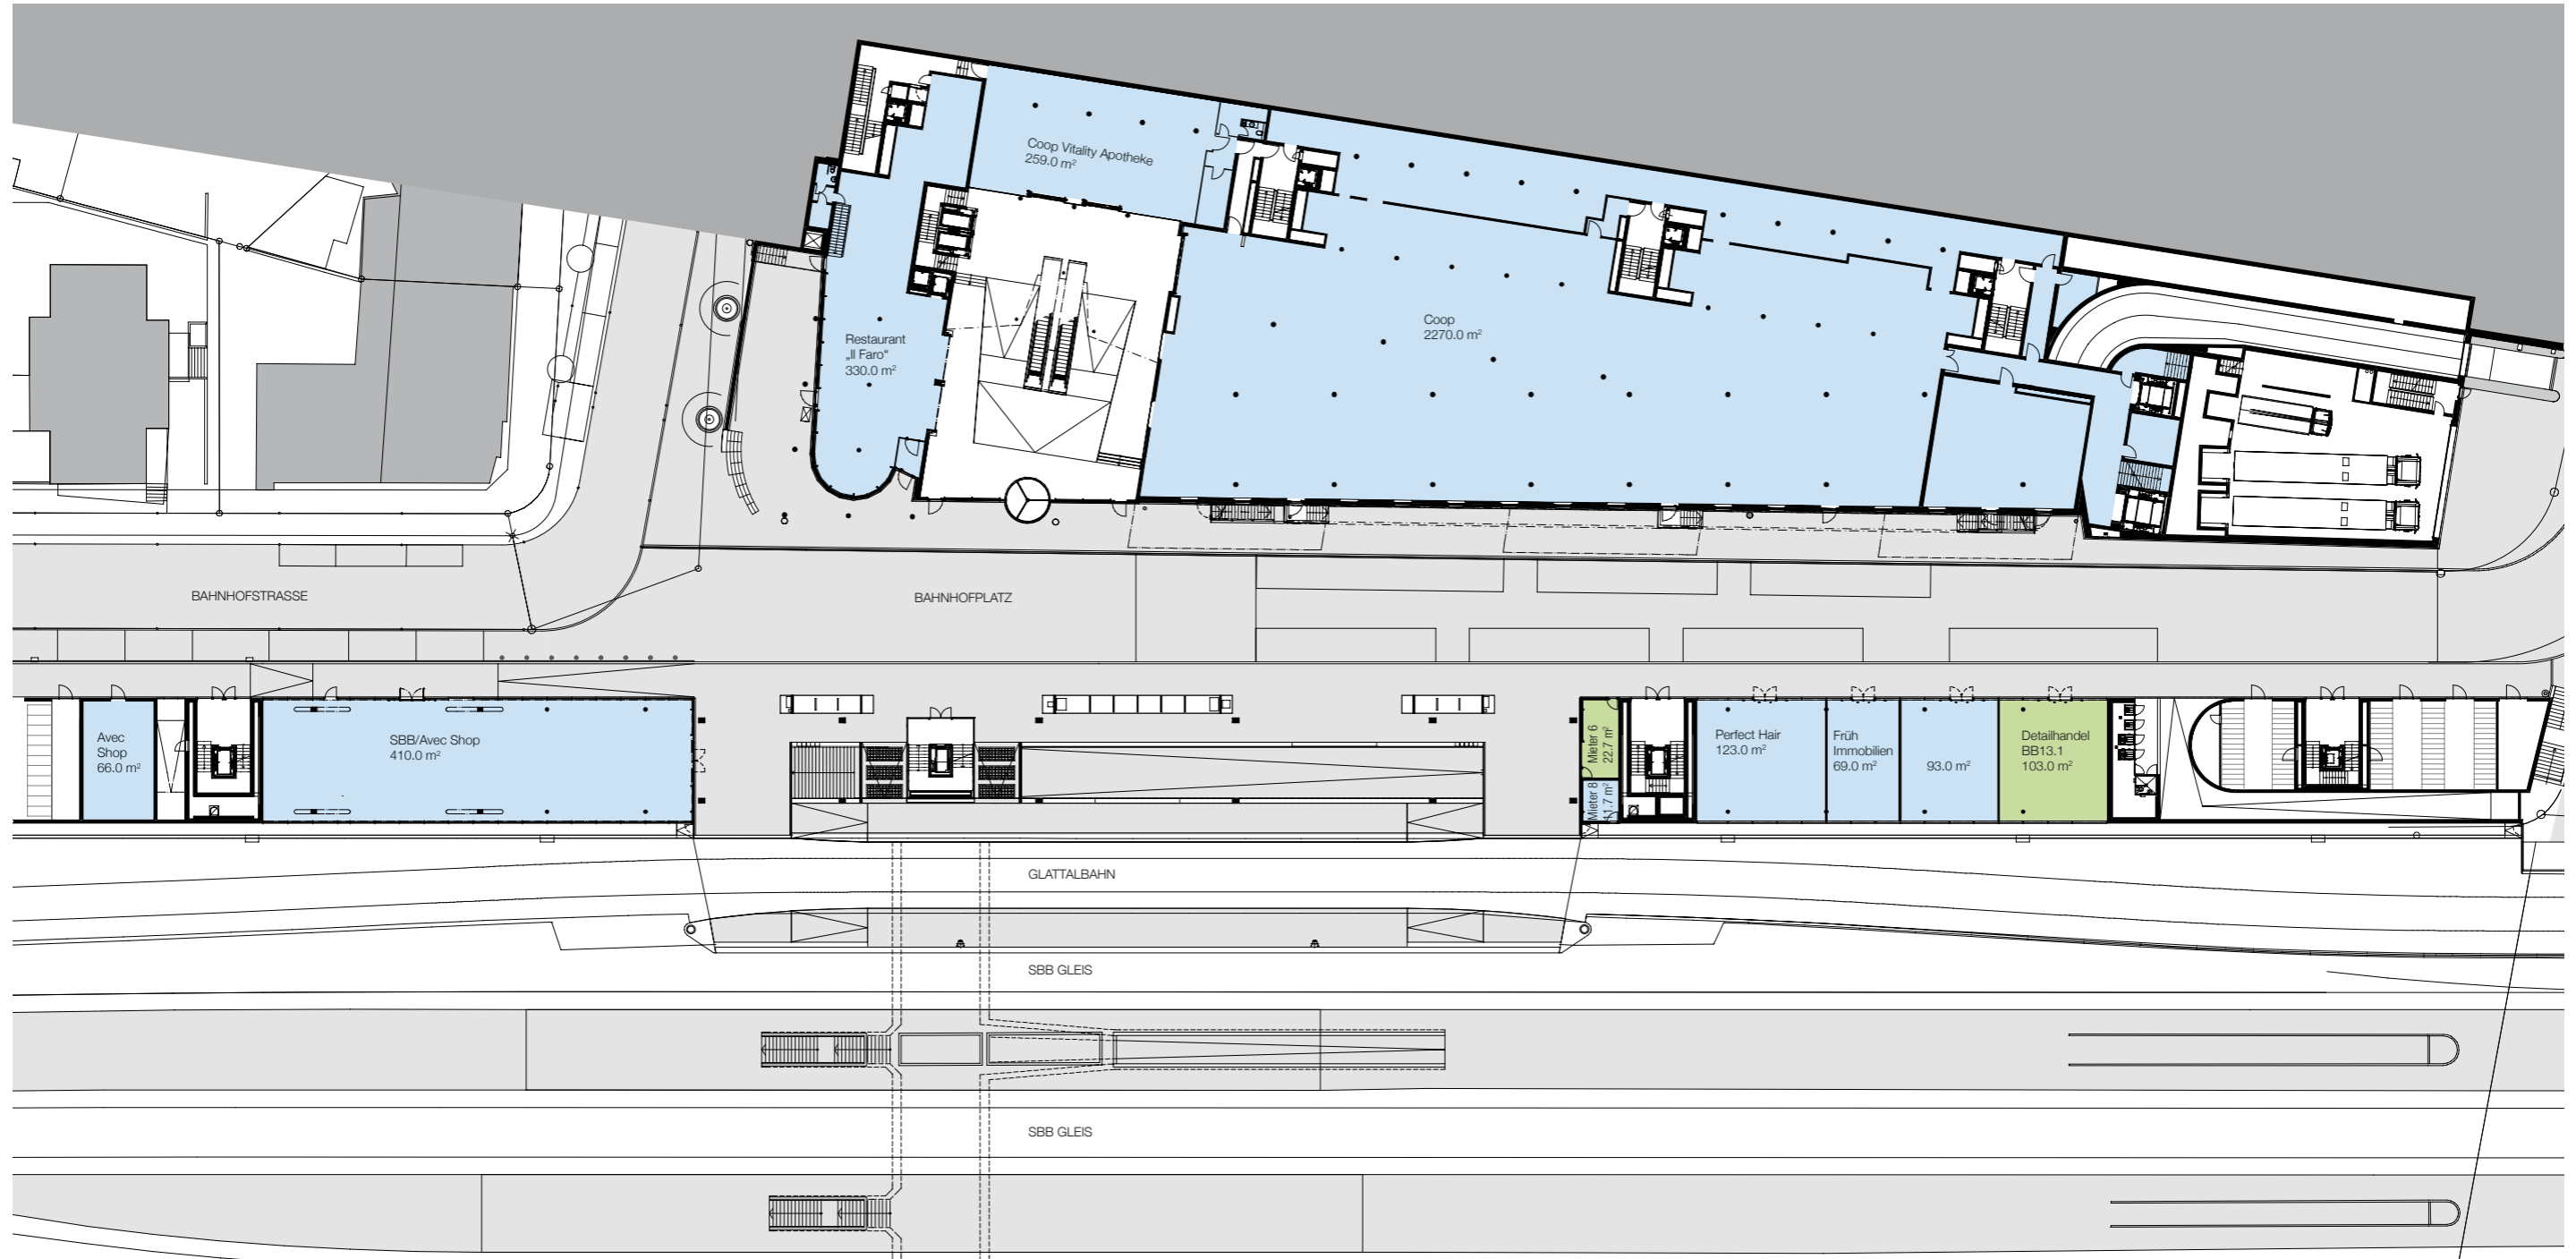 Coop Vitality Apotheke
259.0 m²
Restaurant
„Il Faro“
330.0 m²
Coop
2270.0 m²
BAHNHOFSTRASSE
BAHNHOFPLATZ
Avec
Shop
66.0 m²
SBB/Avec Shop
410.0 m²
Mieter 6
22.7 m²
Mieter 8
Perfect Hair
123.0 m²
Früh
Immobilien
69.0 m²
93.0 m²
Detailhandel
BB13.1
103.0 m²
GLATTALBAHN
SBB GLEIS
SBB GLEIS